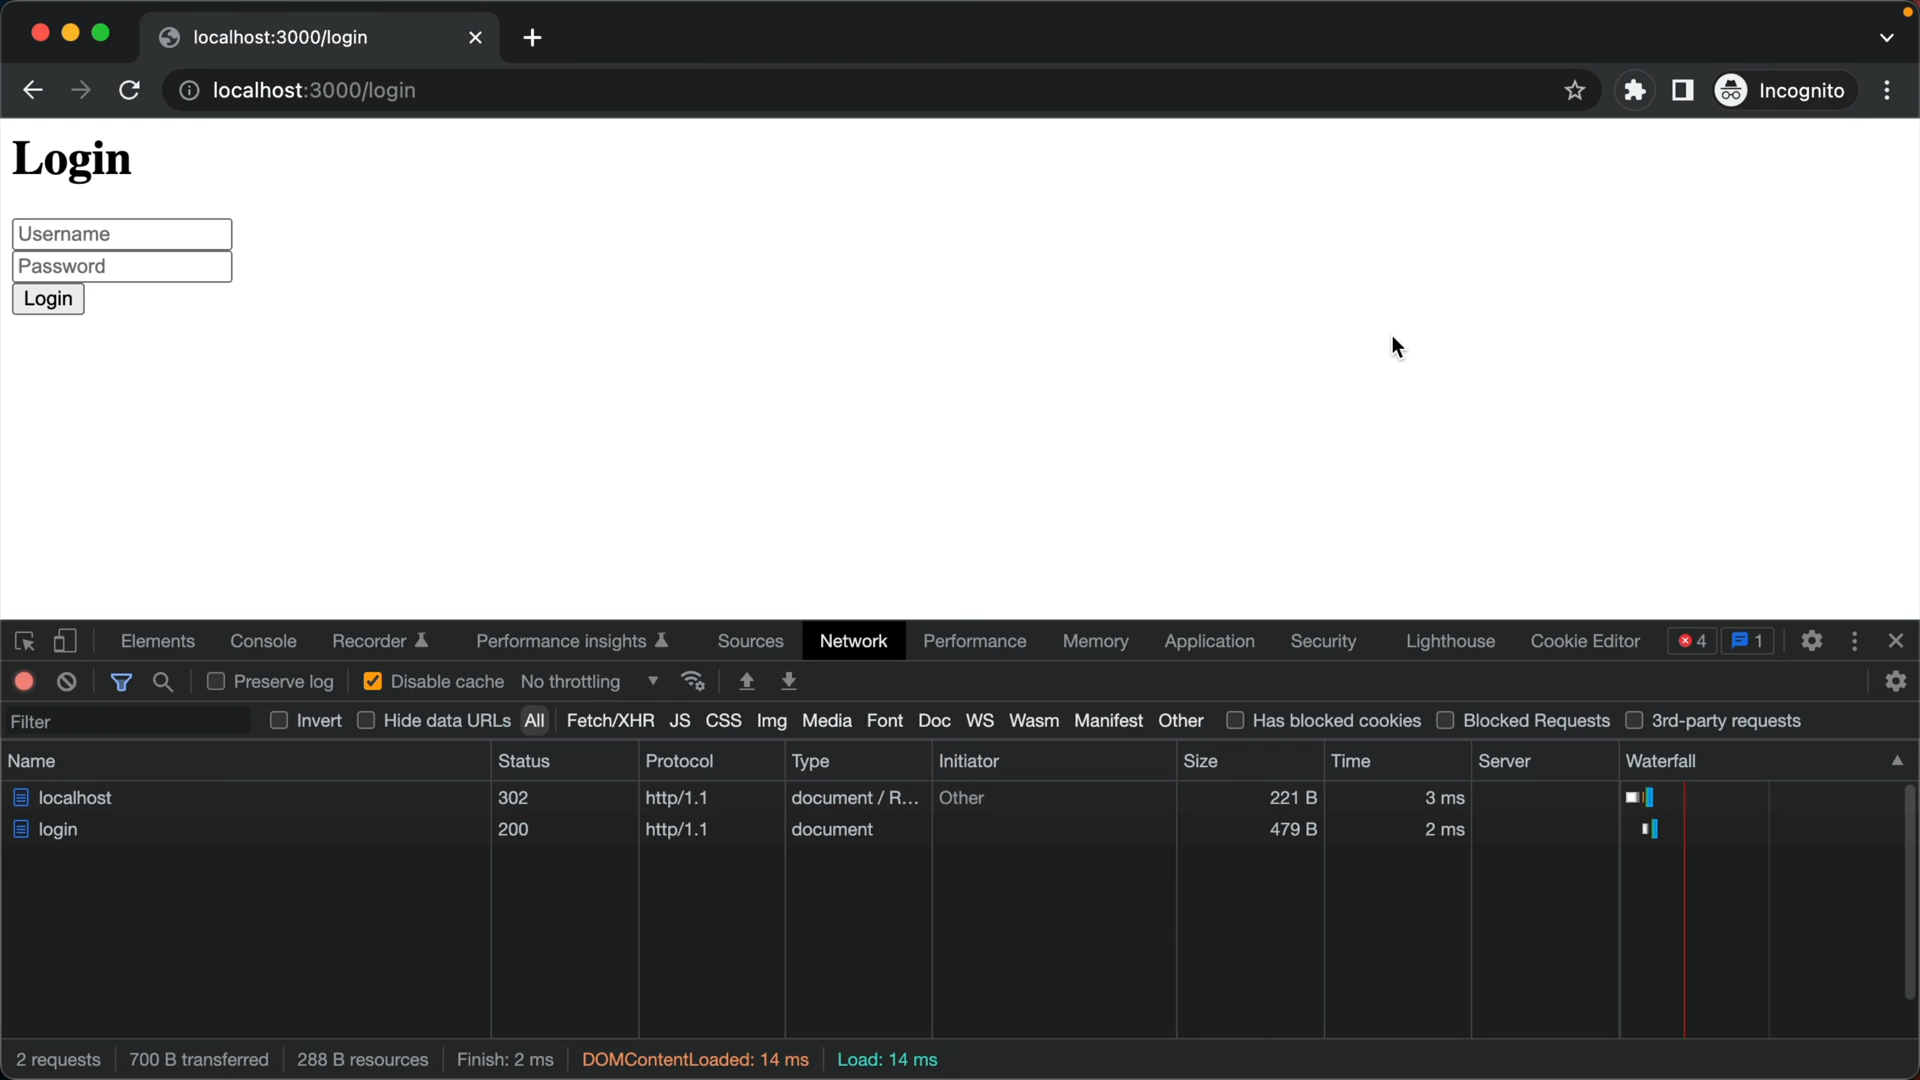 localhost:3000/login
localhost:3000/login
Incognito
Login
Username
Password
Login
Elements Console Recorder Performance insights Sources Network Performance Memory Application Security Lighthouse Cookie Editor 4 1
Preserve log Disable cache No throttling
Filter Invert Hide data URLs All Fetch/XHR JS CSS Img Media Font Doc WS Wasm Manifest Other Has blocked cookies Blocked Requests 3rd-party requests
Name Status Protocol Type Initiator Size Time Server Waterfall
localhost 302 http/1.1 document / R... Other 221 B 3 ms
login 200 http/1.1 document 479 B 2 ms
2 requests 700 B transferred 288 B resources Finish: 2 ms DOMContentLoaded: 14 ms Load: 14 ms